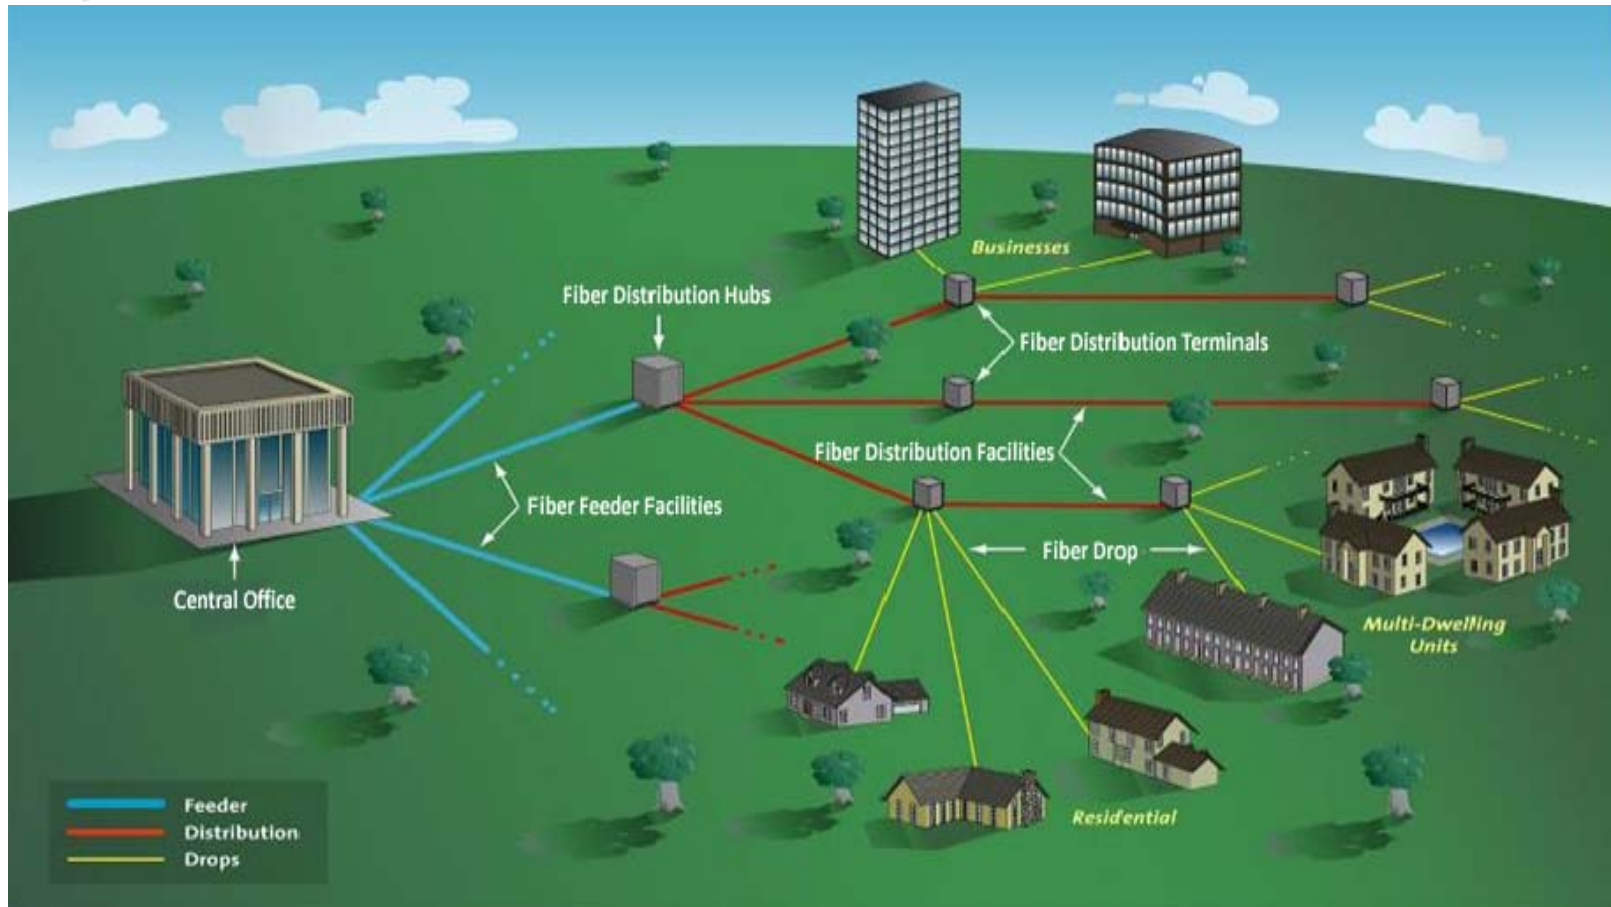 Businesses
Fiber Distribution Hubs
Fiber Distribution Terminals
Fiber Distribution Facilities
Fiber Feeder Facilities
Fiber Drop
Central Office
Multi-Dwelling
Units
Residential
Feeder
Distribution
Drops